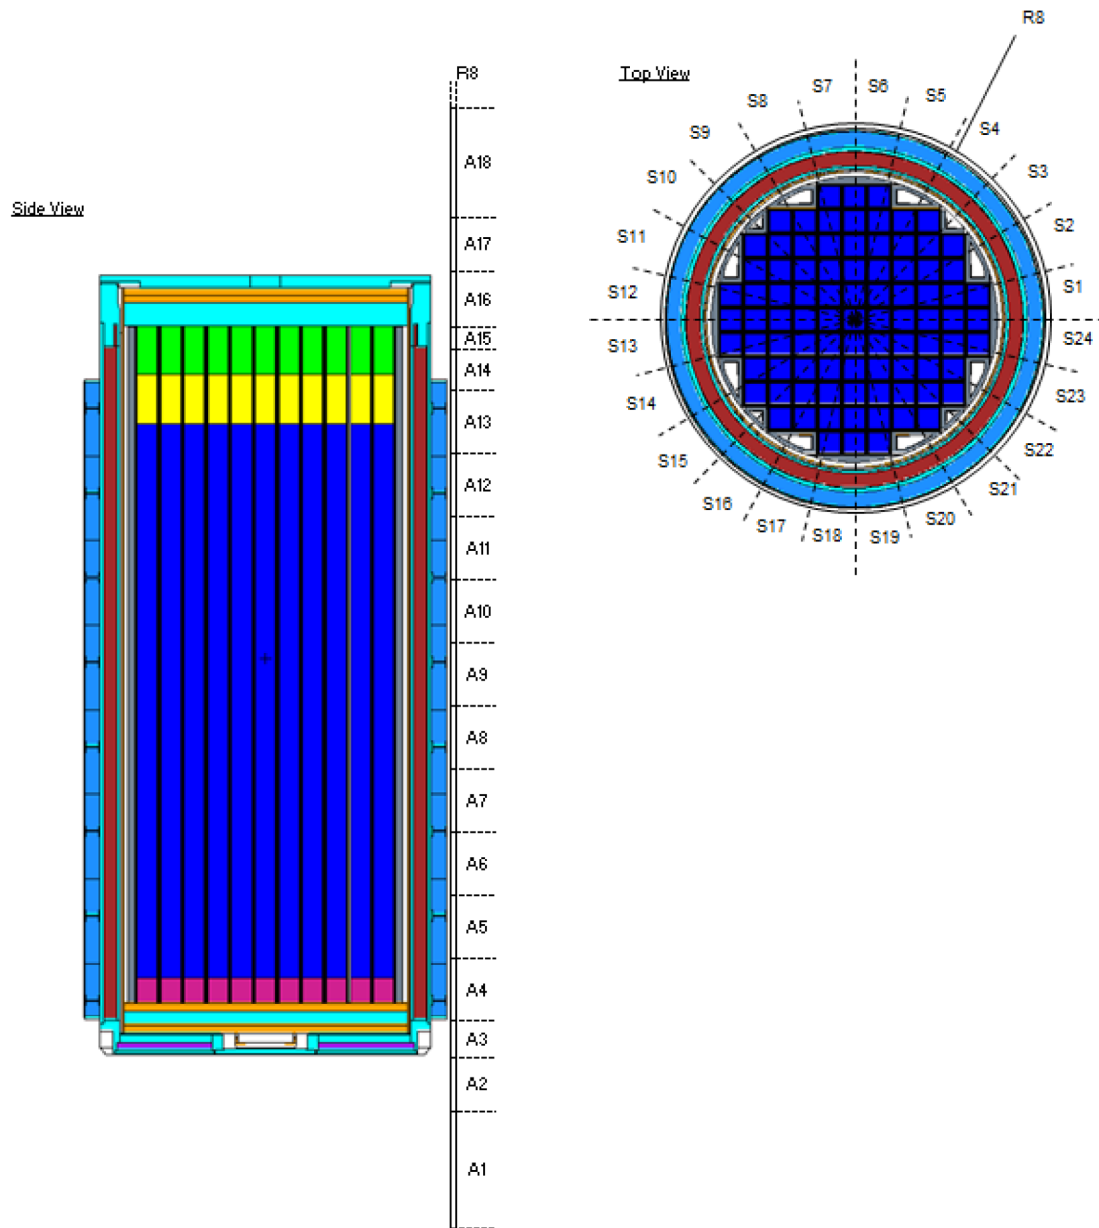 R8
Side View
A18
A17
A16
A15
A14
A13
A12
A11
A10
A9
A8
A7
A6
A5
A4
A3
A2
A1
Top View
R8
S7
S6
S5
S8
S4
S9
S3
S10
S2
S11
S1
S12
S24
S13
S23
S14
S22
S15
S21
S16
S20
S17
S18
S19